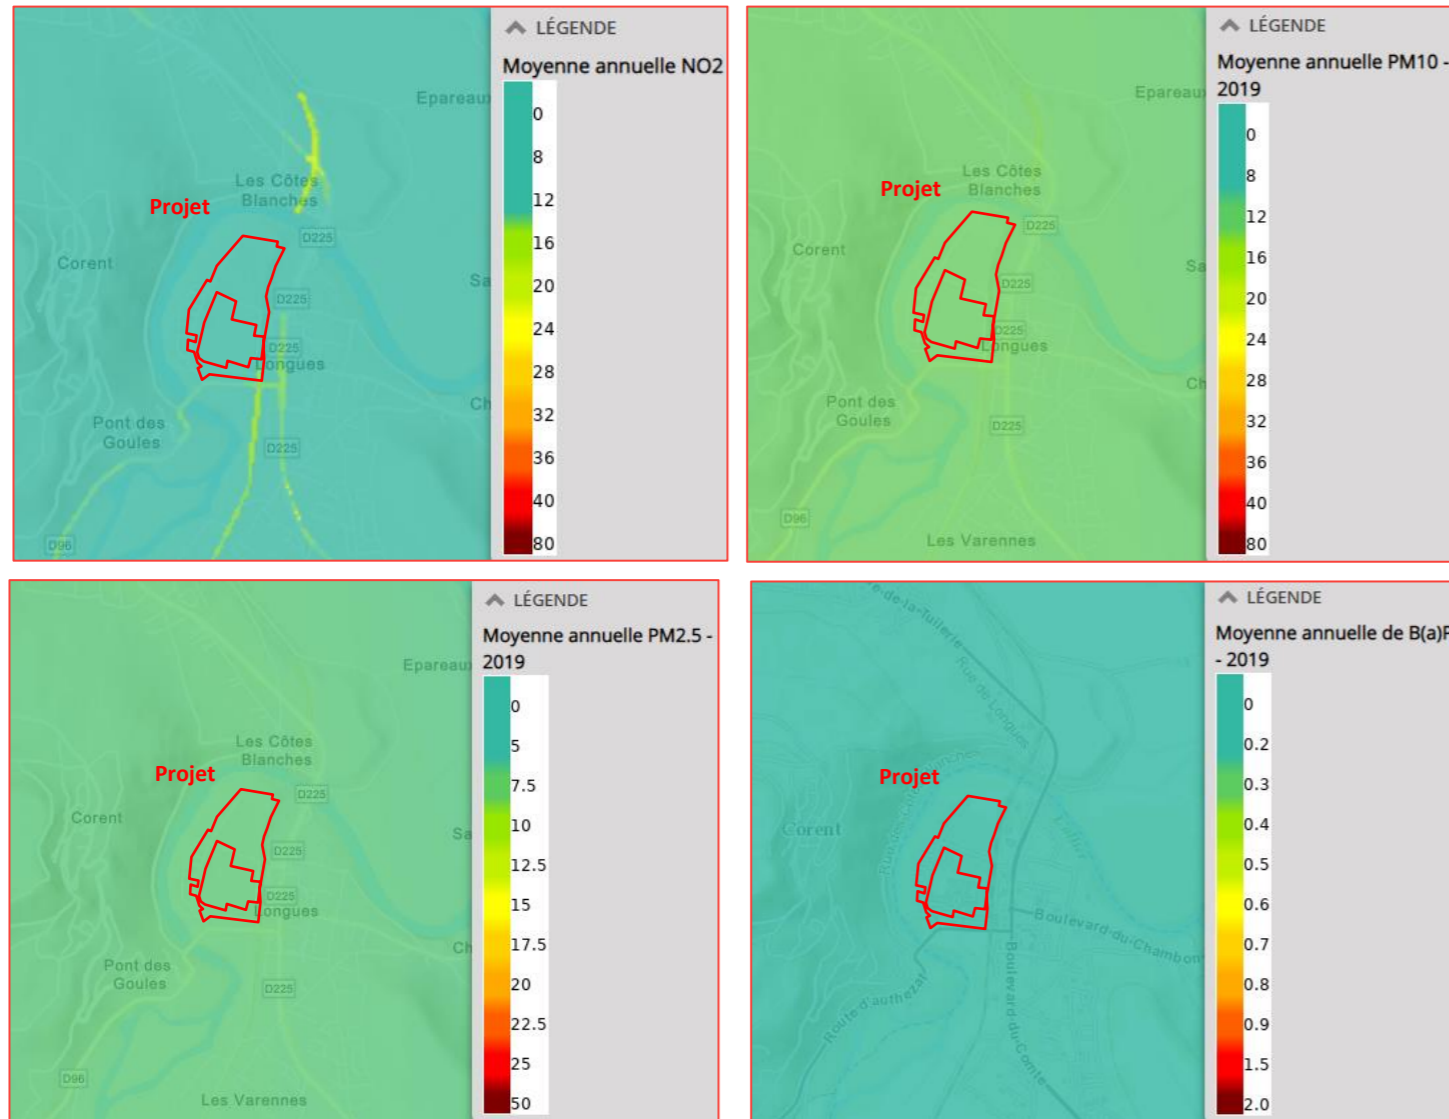 LÉGENDE
Moyenne annuelle NO2
0
8
12
16
20
24
28
32
36
40
80
Epareaux
Les Côtes
Blanches
Projet
D225
Corent
Sa
D225
D225
Longues
Ch
Pont des
Goules
D225
D96
LÉGENDE
Moyenne annuelle PM10 -
2019
0
8
12
16
20
24
28
32
36
40
80
Epareau
Les Côtes
Blanches
Projet
D225
Corent
Sa
D225
D225
Longues
Ch
Pont des
Goules
D225
D96
Les Varennes
LÉGENDE
Moyenne annuelle PM2.5 -
2019
0
5
7.5
10
12.5
15
17.5
20
22.5
25
50
Epareau
Les Côtes
Blanches
Projet
D225
Corent
Sa
D225
D225
Longues
Ch
Pont des
Goules
D225
D96
Les Varennes
LÉGENDE
Moyenne annuelle de B(a)P
- 2019
0
0.2
0.3
0.4
0.5
0.6
0.7
0.8
0.9
1.5
2.0
Rue de Longues
Projet
Corent
l'Allier
Boulevard du Chambon
Route d'authezat
Boulevard du Comte